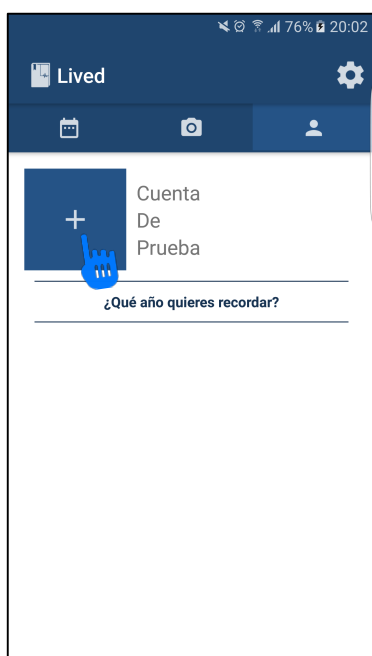 76% 20:02
Lived
Cuenta
De
Prueba
¿Qué año quieres recordar?